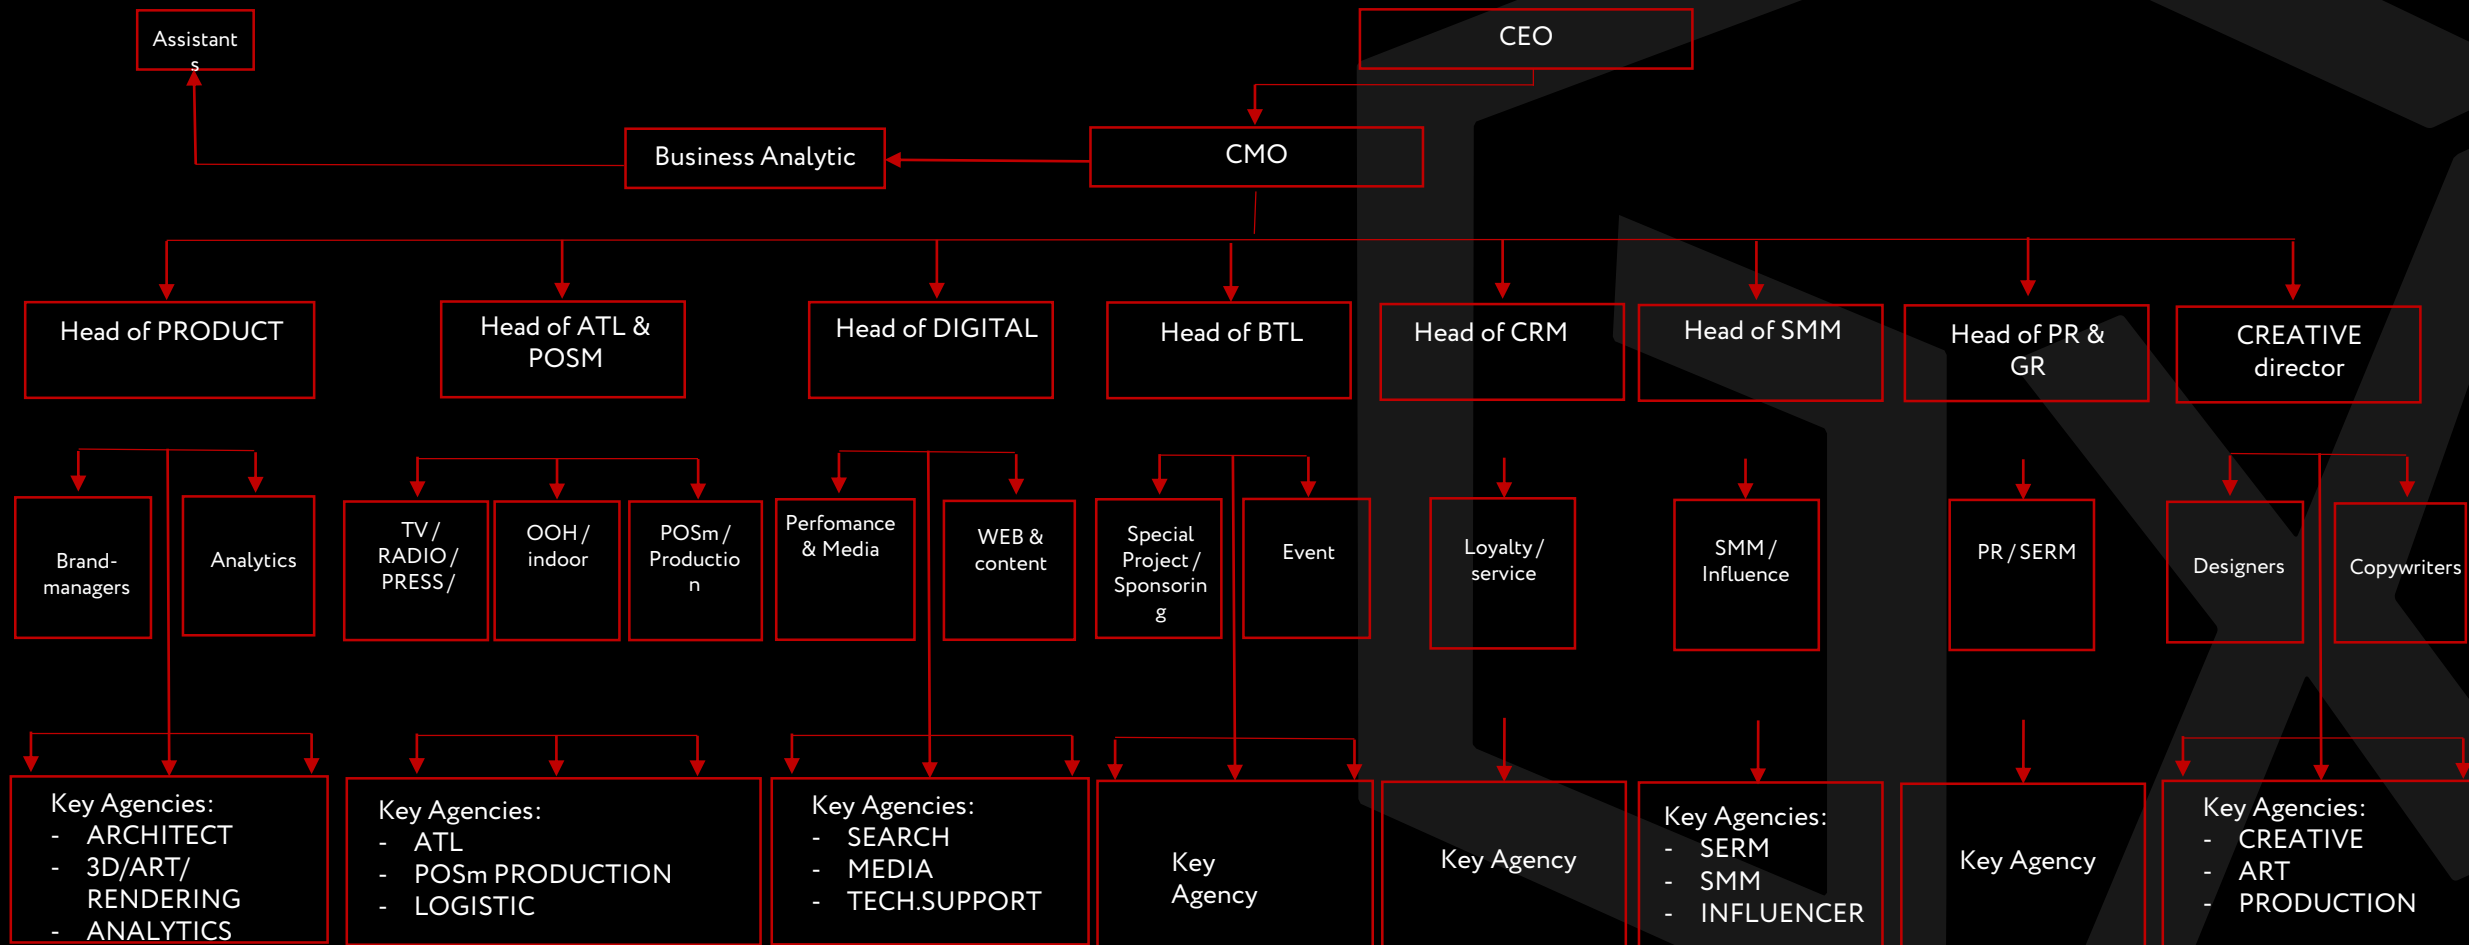 Assistant
s
CEO
Business Analytic
CMO
Head of PRODUCT
Head of ATL &
POSM
Head of DIGITAL
Head of BTL
Head of CRM
Head of SMM
Head of PR &
GR
CREATIVE
director
Brand-
managers
Analytics
TV /
RADIO /
PRESS /
OOH /
indoor
POSm /
Productio
n
Perfomance
& Media
WEB &
content
Special
Project /
Sponsorin
g
Event
Loyalty /
service
SMM /
Influence
PR / SERM
Designers
Copywriters
Key Agencies:
- ARCHITECT
- 3D/ART/
RENDERING
- ANALYTICS
Key Agencies:
- ATL
- POSm PRODUCTION
- LOGISTIC
Key Agencies:
- SEARCH
- MEDIA
- TECH.SUPPORT
Key
Agency
Key Agency
Key Agencies:
- SERM
- SMM
- INFLUENCER
Key Agency
Key Agencies:
- CREATIVE
- ART
- PRODUCTION